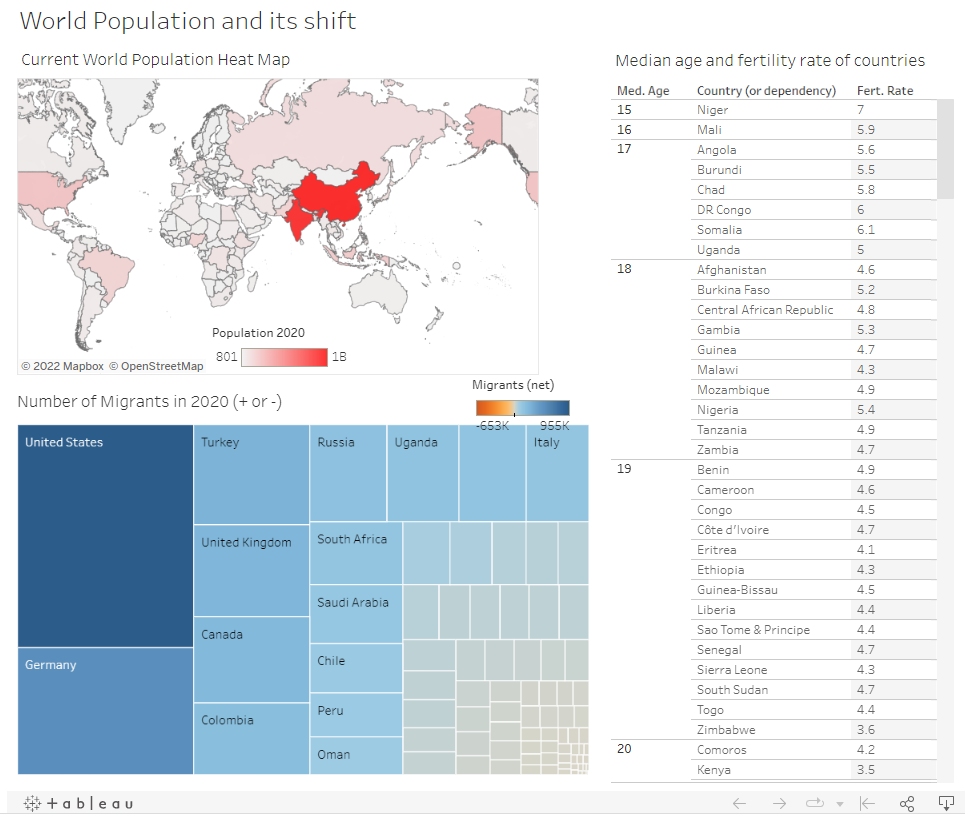 World Population and its shift
Current World Population Heat Map
Population 2020
801 1B
© 2022 Mapbox © OpenStreetMap
Number of Migrants in 2020 (+ or -)
Migrants (net)
-653K 955K
United States
Germany
Turkey
United Kingdom
Canada
Colombia
Russia
Uganda
Italy
South Africa
Saudi Arabia
Chile
Peru
Oman
Median age and fertility rate of countries
Med. Age Country (or dependency) Fert. Rate
15 Niger 7
16 Mali 5.9
17 Angola 5.6
Burundi 5.5
Chad 5.8
DR Congo 6
Somalia 6.1
Uganda 5
18 Afghanistan 4.6
Burkina Faso 5.2
Central African Republic 4.8
Gambia 5.3
Guinea 4.7
Malawi 4.3
Mozambique 4.9
Nigeria 5.4
Tanzania 4.9
Zambia 4.7
19 Benin 4.9
Cameroon 4.6
Congo 4.5
Côte d'Ivoire 4.7
Eritrea 4.1
Ethiopia 4.3
Guinea-Bissau 4.5
Liberia 4.4
Sao Tome & Principe 4.4
Senegal 4.7
Sierra Leone 4.3
South Sudan 4.7
Togo 4.4
Zimbabwe 3.6
20 Comoros 4.2
Kenya 3.5
+ a b l e a u